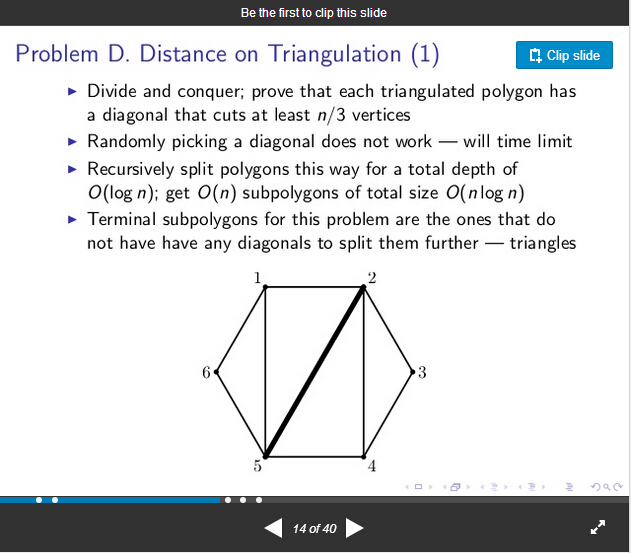 Be the first to clip this slide
Problem D. Distance on Triangulation (1)
Clip slide
▶ Divide and conquer; prove that each triangulated polygon has
a diagonal that cuts at least n/3 vertices
▶ Randomly picking a diagonal does not work — will time limit
▶ Recursively split polygons this way for a total depth of
O(log n); get O(n) subpolygons of total size O(n log n)
▶ Terminal subpolygons for this problem are the ones that do
not have have any diagonals to split them further — triangles
1 2
6 3
5 4
14 of 40